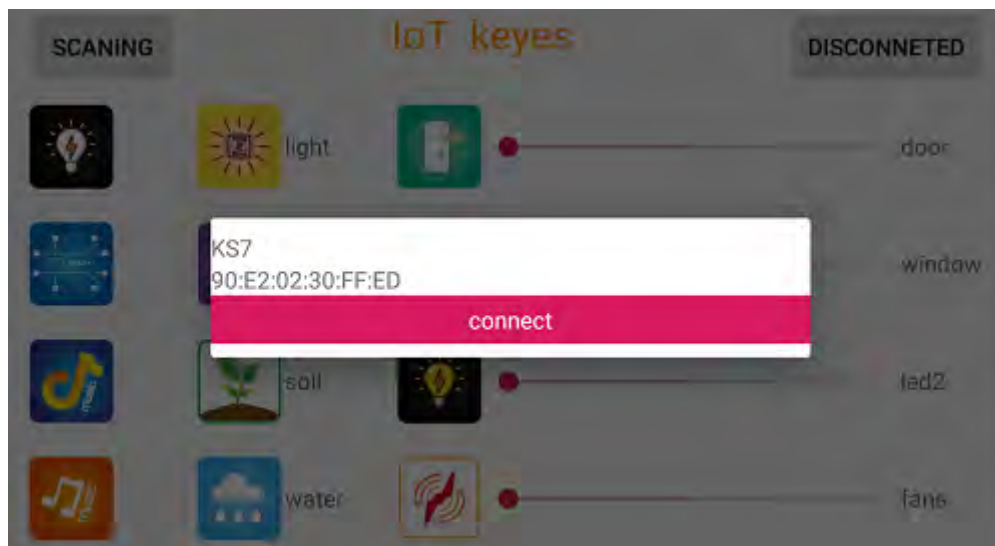 SCANING
IoT keyes
DISCONNETED
light
door
KS7
90:E2:02:30:FF:ED
connect
window
music
soil
led2
water
fans